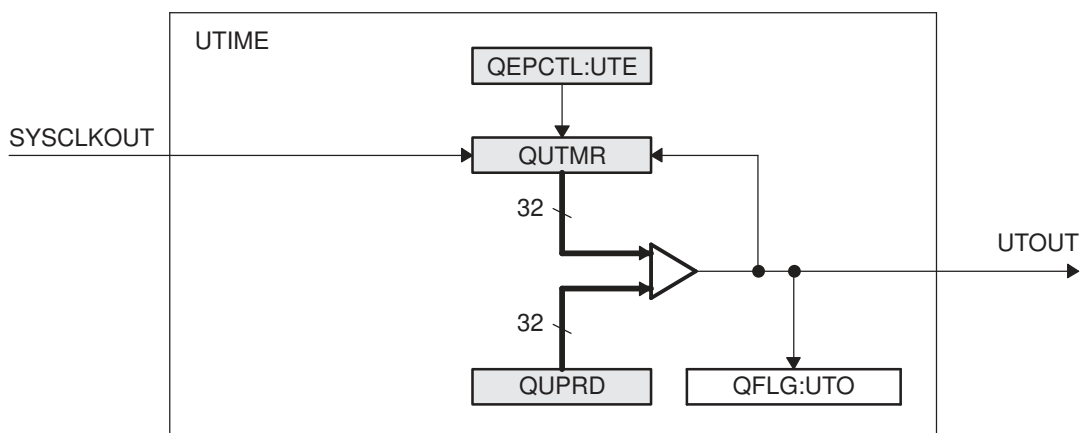 UTIME
QEPCTL:UTE
SYSCLKOUT
QUTMR
32
UTOUT
32
QUPRD
QFLG:UTO